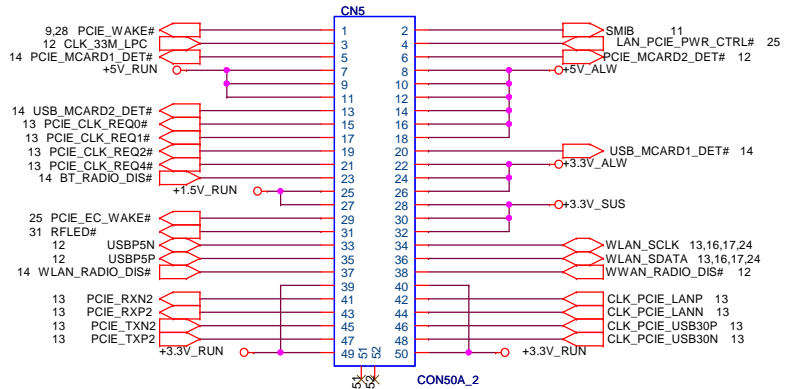 CN5
9,28 PCIE_WAKE# 1 2 SMIB 11
12 CLK_33M_LPC 3 4 LAN_PCIE_PWR_CTRL# 25
14 PCIE_MCARD1_DET# 5 6 PCIE_MCARD2_DET# 12
+5V_RUN 7 8 +5V_ALW
9 10
11 12
14 USB_MCARD2_DET# 13 14
13 PCIE_CLK_REQ0# 15 16
13 PCIE_CLK_REQ1# 17 18
13 PCIE_CLK_REQ2# 19 20 USB_MCARD1_DET# 14
13 PCIE_CLK_REQ4# 21 22 +3.3V_ALW
14 BT_RADIO_DIS# 23 24
+1.5V_RUN 25 26
27 28 +3.3V_SUS
25 PCIE_EC_WAKE# 29 30
31 RFLED# 31 32
12 USBP5N 33 34 WLAN_SCLK 13,16,17,24
12 USBP5P 35 36 WLAN_SDATA 13,16,17,24
14 WLAN_RADIO_DIS# 37 38 WWAN_RADIO_DIS# 12
39 40
13 PCIE_RXN2 41 42 CLK_PCIE_LANP 13
13 PCIE_RXP2 43 44 CLK_PCIE_LANN 13
13 PCIE_TXN2 45 46 CLK_PCIE_USB30P 13
13 PCIE_TXP2 47 48 CLK_PCIE_USB30N 13
+3.3V_RUN 49 50 +3.3V_RUN
51 52
51 52
CON50A_2